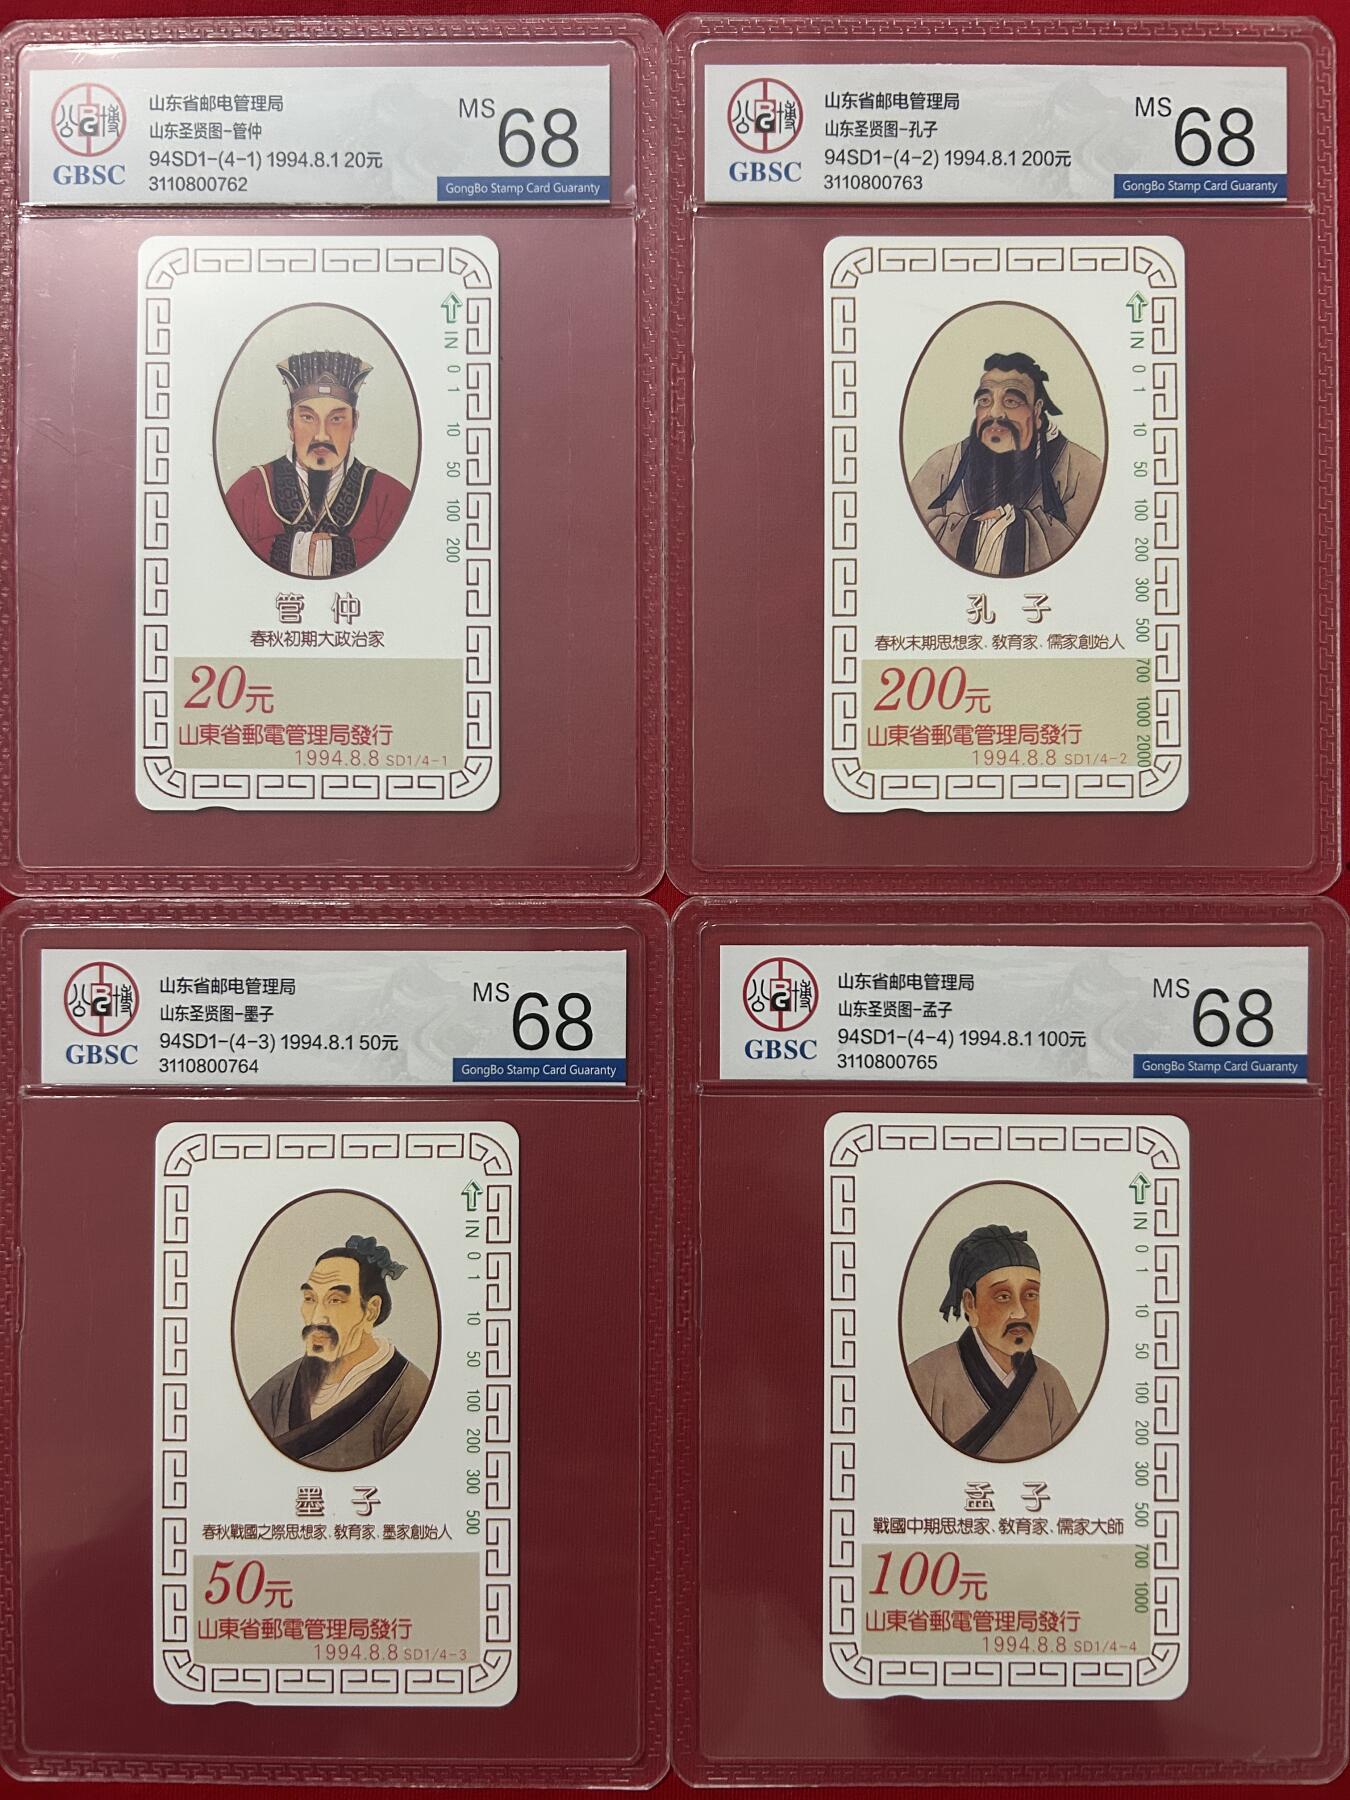 公博
GBSC
山东省邮电管理局
山东圣贤图-管仲
94SD1-(4-1) 1994.8.1 20元
3110800762
MS 68
GongBo Stamp Card Guaranty
IN 0 1 10 50 100 200
管仲
春秋初期大政治家
20元
山東省郵電管理局發行
1994.8.8 SD1/4-1
公博
GBSC
山东省邮电管理局
山东圣贤图-孔子
94SD1-(4-2) 1994.8.1 200元
3110800763
MS 68
GongBo Stamp Card Guaranty
IN 0 1 10 50 100 200 300 500 700 1000 2000
孔子
春秋末期思想家、教育家、儒家創始人
200元
山東省郵電管理局發行
1994.8.8 SD1/4-2
公博
GBSC
山东省邮电管理局
山东圣贤图-墨子
94SD1-(4-3) 1994.8.1 50元
3110800764
MS 68
GongBo Stamp Card Guaranty
IN 0 1 10 50 100 200 300 500
墨子
春秋戰國之際思想家、教育家、墨家創始人
50元
山東省郵電管理局發行
1994.8.8 SD1/4-3
公博
GBSC
山东省邮电管理局
山东圣贤图-孟子
94SD1-(4-4) 1994.8.1 100元
3110800765
MS 68
GongBo Stamp Card Guaranty
IN 0 1 10 50 100 200 300 500 700 1000
孟子
戰國中期思想家、教育家、儒家大師
100元
山東省郵電管理局發行
1994.8.8 SD1/4-4